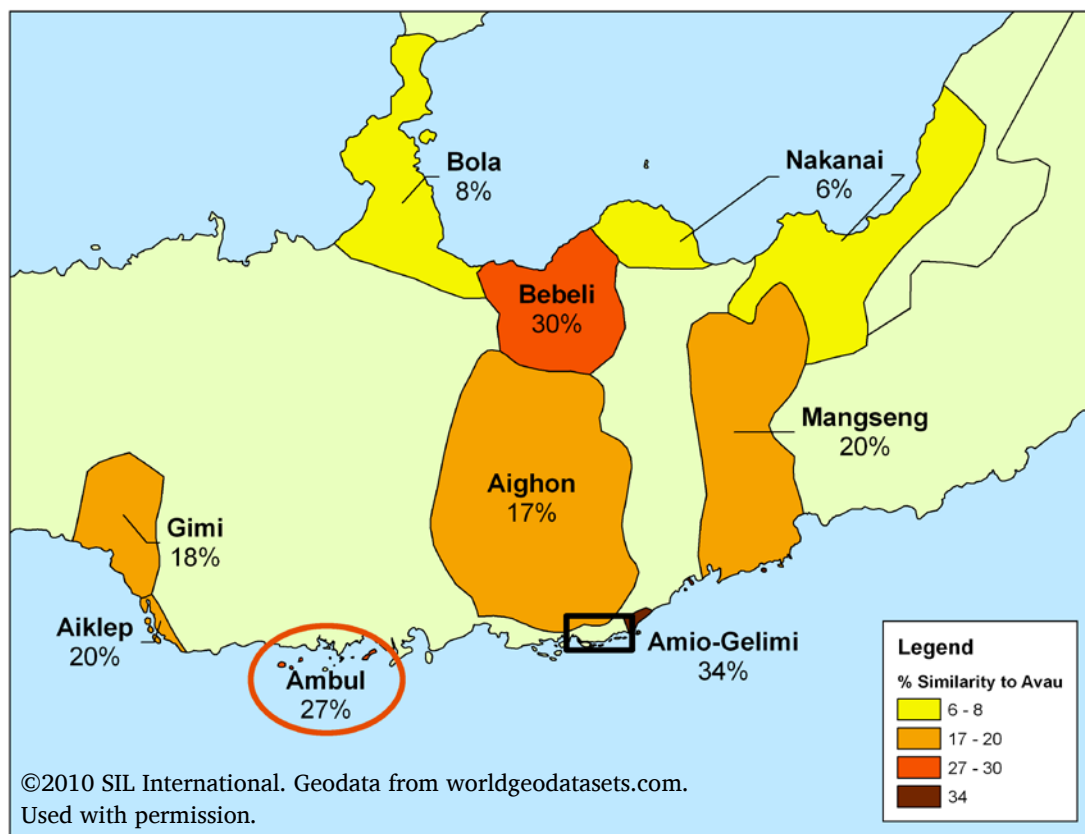 Bola
8%
Nakanai
6%
Bebeli
30%
Mangseng
20%
Aighon
17%
Gimi
18%
Aiklep
20%
Ambul
27%
Amio-Gelimi
34%
Legend
% Similarity to Avau
6 - 8
17 - 20
27 - 30
34
©2010 SIL International. Geodata from worldgeodatasets.com.
Used with permission.